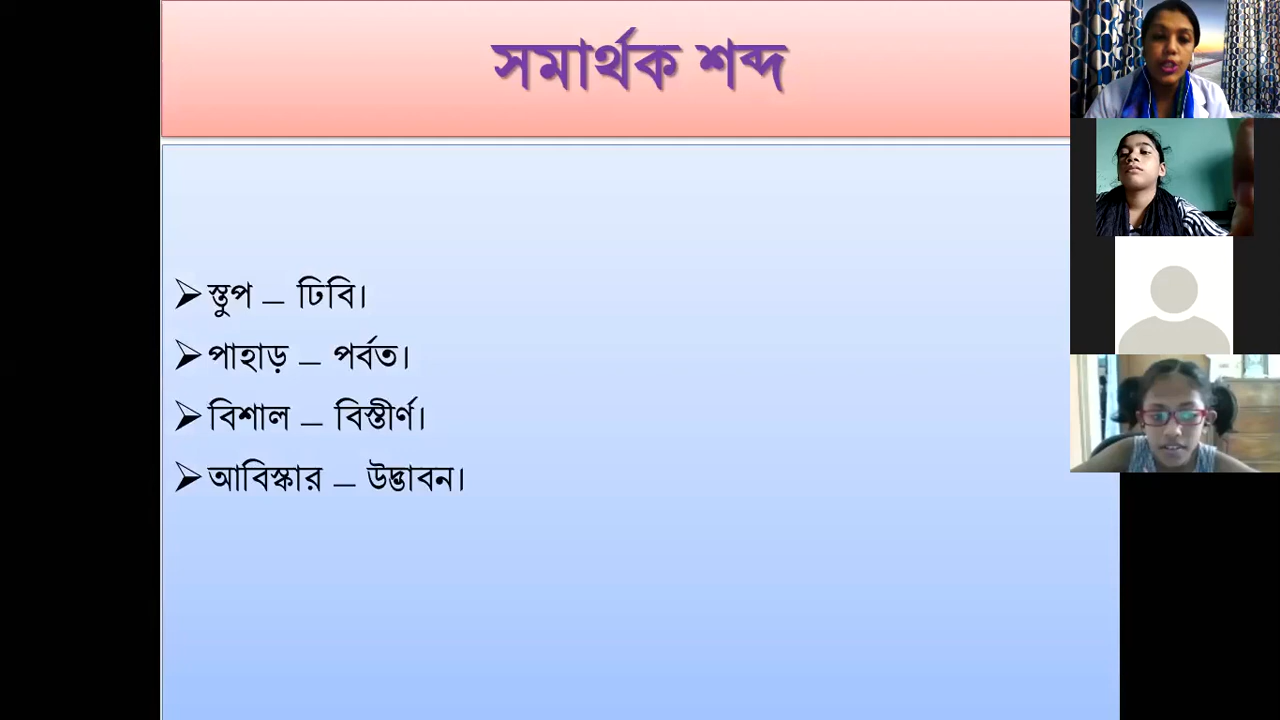 সমার্থক শব্দ
স্তুপ – ঢিবি।
পাহাড় – পর্বত।
বিশাল – বিস্তীর্ণ।
আবিস্কার – উদ্ভাবন।